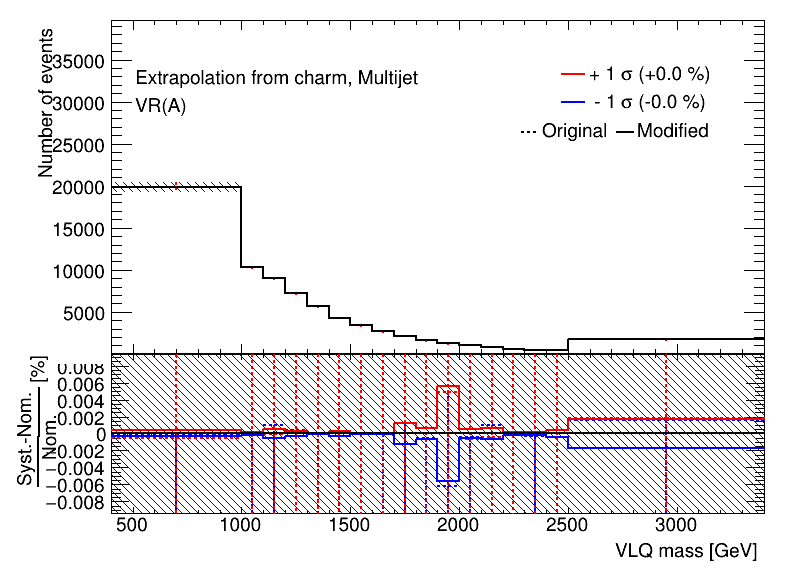 Number of events
35000
30000
25000
20000
15000
10000
5000
Extrapolation from charm, Multijet
VR(A)
+ 1 σ (+0.0 %)
- 1 σ (-0.0 %)
Original
Modified
Syst.-Nom.
Nom.
[%]
0.008
0.006
0.004
0.002
0
−0.002
−0.004
−0.006
−0.008
500
1000
1500
2000
2500
3000
VLQ mass [GeV]